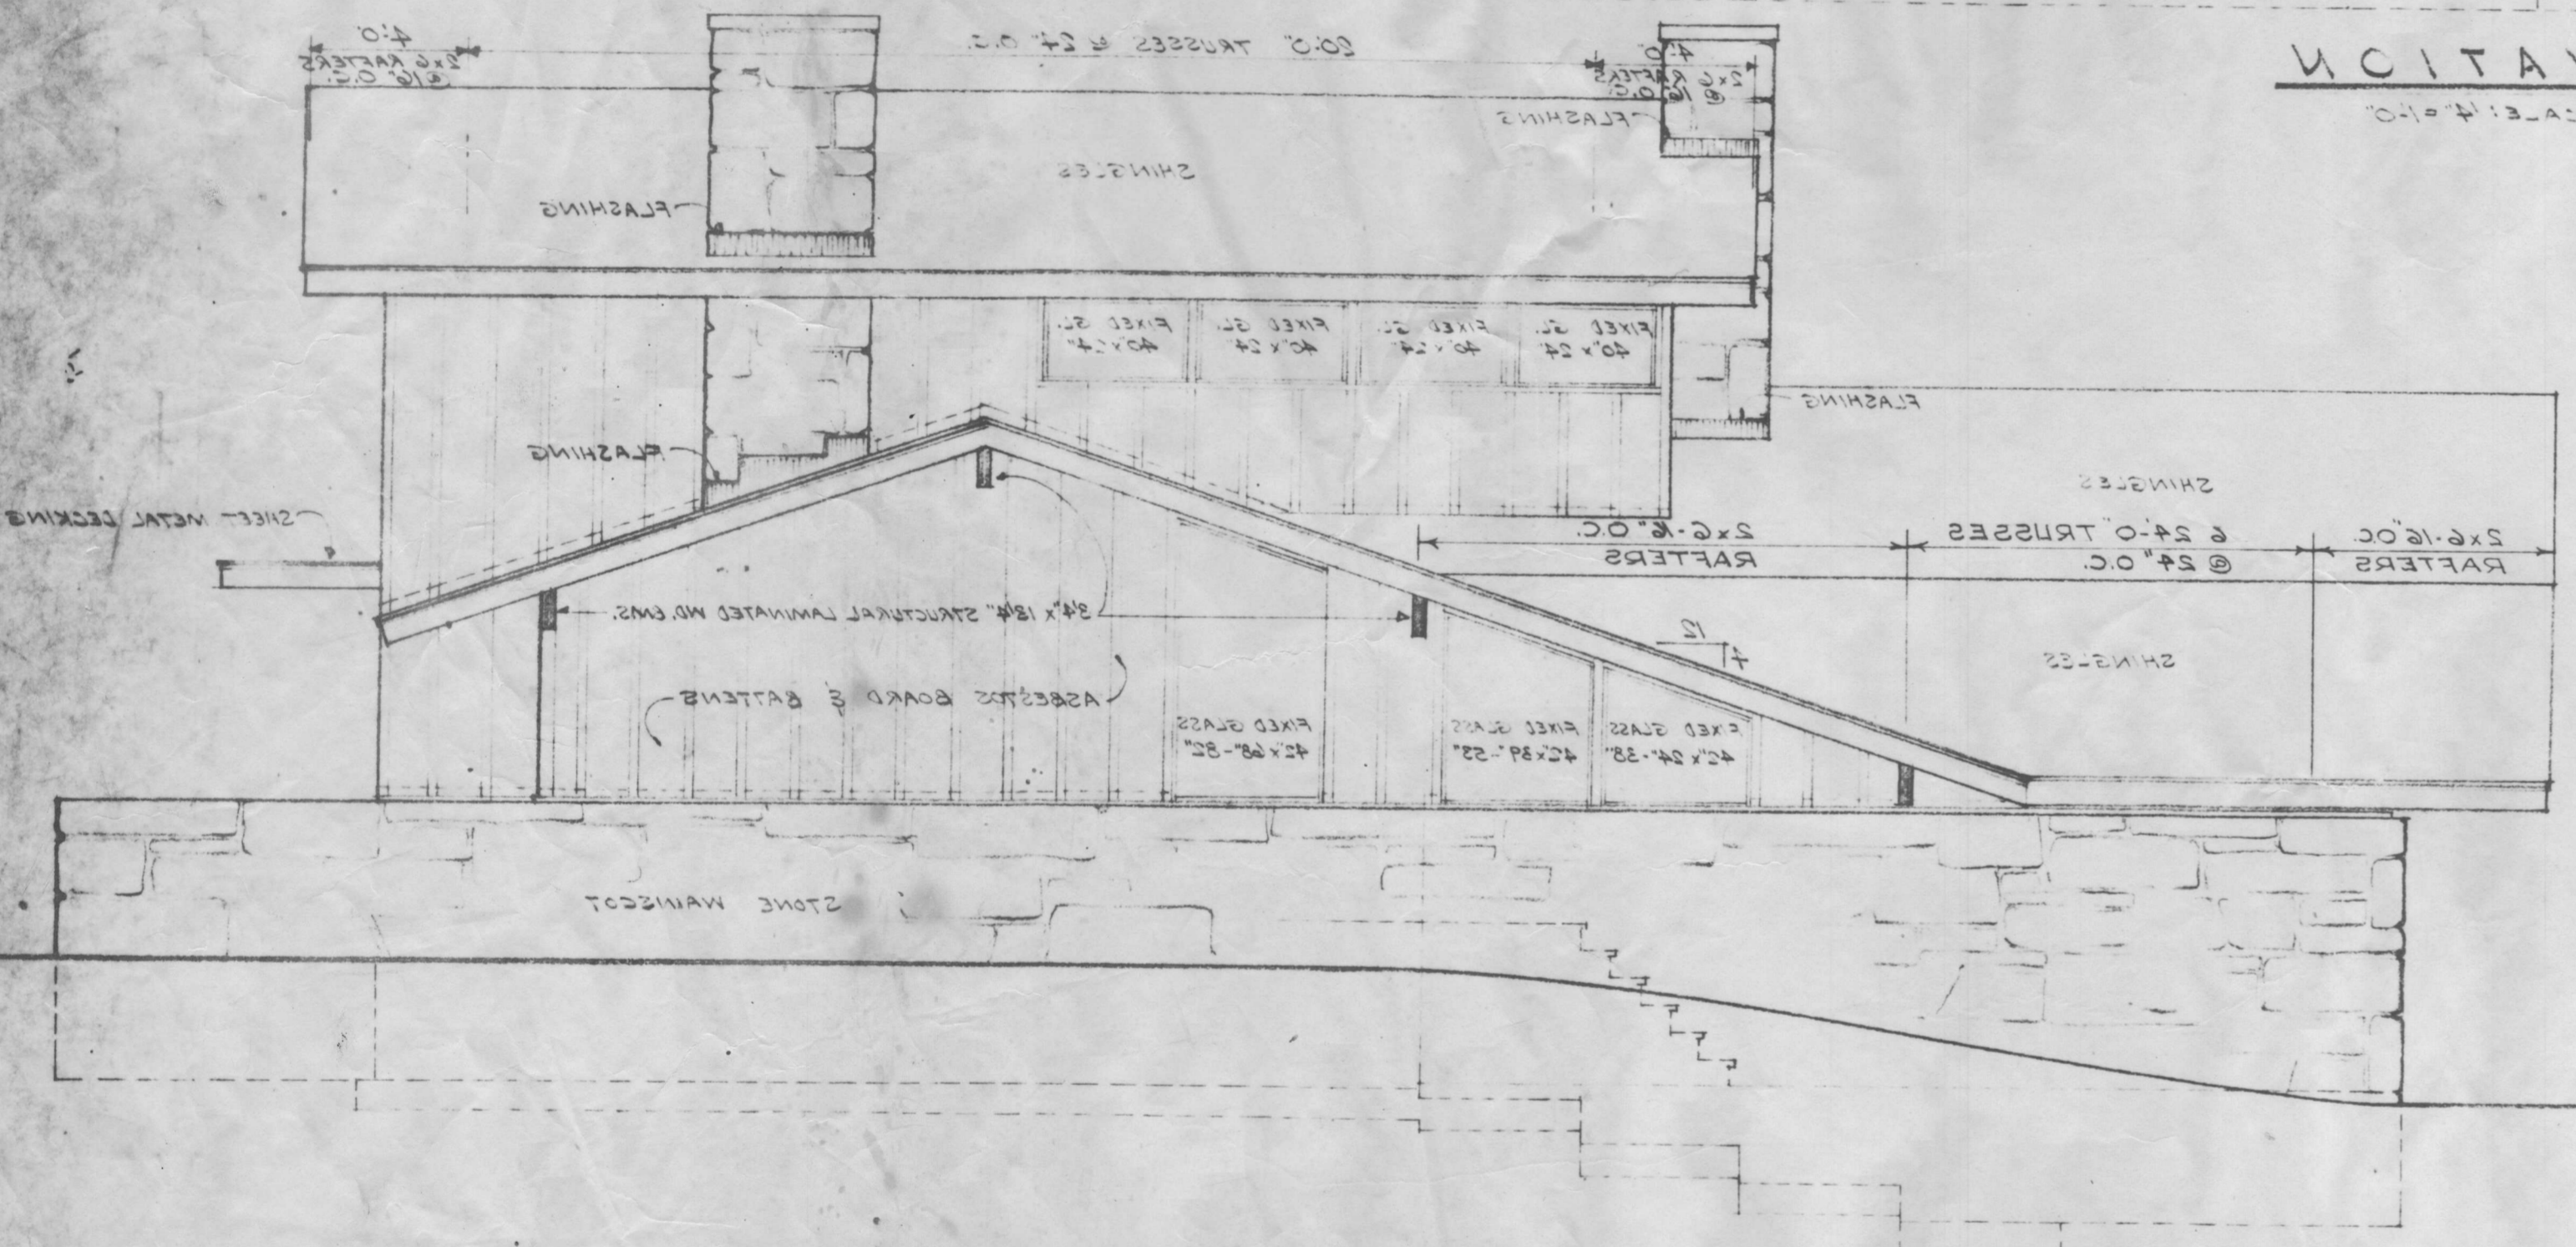 VATION
CALE: 1/4" = 1'-0"
4'-0"
2x6 RAFTERS
@ 16" O.C.
20'-0" TRUSSES @ 24" O.C.
4'-0"
2x6 RAFTERS
@ 16" O.C.
FLASHING
SHINGLES
FLASHING
FIXED GL.
40" x 24"
FIXED GL.
40" x 24"
FIXED GL.
40" x 24"
FIXED GL.
40" x 24"
FLASHING
FLASHING
SHINGLES
2x6-16" O.C.
RAFTERS
6 24'-0" TRUSSES
@ 24" O.C.
2x6-16" O.C.
RAFTERS
SHEET METAL DECKING
3 1/4" x 13 1/4" STRUCTURAL LAMINATED WD. BMS.
12
4
SHINGLES
ASBESTOS BOARD & BATTENS
FIXED GLASS
42" x 24"-38"
FIXED GLASS
42" x 39"-53"
FIXED GLASS
42" x 68"-82"
STONE WAINSCOT